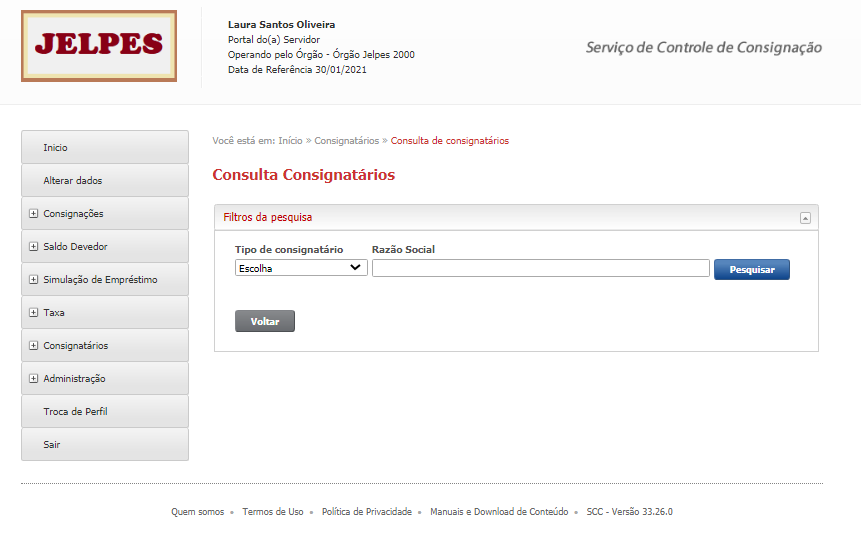 JELPES
Laura Santos Oliveira
Portal do(a) Servidor
Operando pelo Órgão - Órgão Jelpes 2000
Data de Referência 30/01/2021
Serviço de Controle de Consignação
Inicio
Alterar dados
Consignações
Saldo Devedor
Simulação de Empréstimo
Taxa
Consignatários
Administração
Troca de Perfil
Sair
Você está em: Início » Consignatários » Consulta de consignatários
Consulta Consignatários
Filtros da pesquisa
Tipo de consignatário Razão Social
Escolha Pesquisar
Voltar
Quem somos • Termos de Uso • Política de Privacidade • Manuais e Download de Conteúdo • SCC - Versão 33.26.0